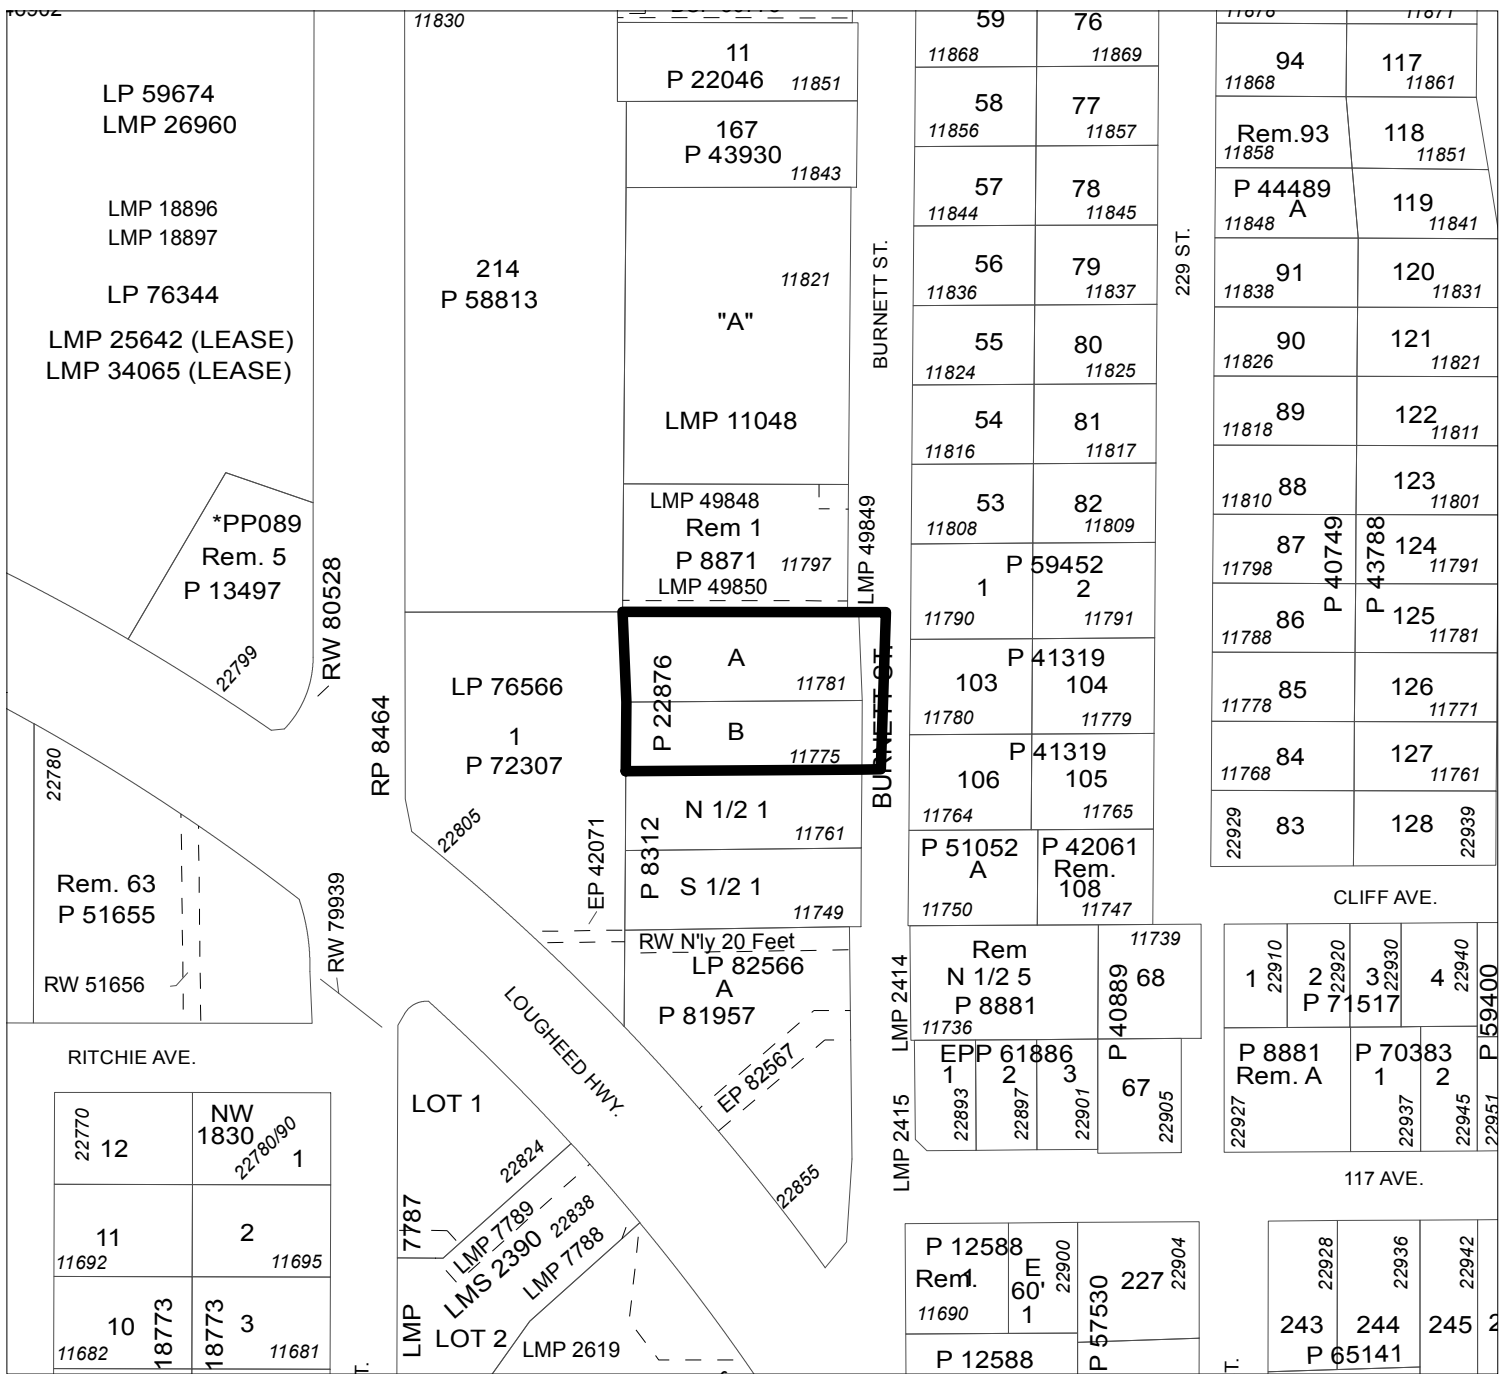 11830
11
P 22046 11851
167
P 43930
11843
LP 59674
LMP 26960
LMP 18896
LMP 18897
LP 76344
LMP 25642 (LEASE)
LMP 34065 (LEASE)
214
P 58813
11821
"A"
LMP 11048
BURNETT ST.
LMP 49848
Rem 1
P 8871 11797
LMP 49850
LMP 49849
*PP089
Rem. 5
P 13497
22799
RW 80528
RP 8464
LP 76566
1
P 72307
22805
P 22876
A
11781
B
11775
BURNETT ST.
N 1/2 1
11761
P 8312
S 1/2 1
11749
EP 42071
RW N'ly 20 Feet
LP 82566
A
P 81957
EP 82567
22855
22780
Rem. 63
P 51655
RW 51656
RW 79939
RITCHIE AVE.
LOUGHEED HWY.
22770
12
NW
1830
22780/90
1
11
11692
2
11695
10
11682
18773
18773
3
11681
T.
LOT 1
22824
7787
LMP
LMP 7789
LMS 2390
22838
LMP 7788
LOT 2
LMP 2619
59
11868
76
11869
58
11856
77
11857
57
11844
78
11845
56
11836
79
11837
55
11824
80
11825
54
11816
81
11817
53
11808
82
11809
P 59452
1
2
11790
11791
P 41319
103
104
11780
11779
P 41319
106
105
11764
11765
P 51052
A
11750
P 42061
Rem.
108
11747
229 ST.
LMP 2414
Rem
N 1/2 5
P 8881
11736
11739
P 40889
68
LMP 2415
EPP 61886
1
2
3
22893
22897
22901
67
22905
P 12588
Rem.
1
11690
E
60'
1
22900
227
22904
P 57530
P 12588
11878
11871
94
11868
117
11861
Rem.93
11858
118
11851
P 44489
A
11848
119
11841
91
11838
120
11831
90
11826
121
11821
89
11818
122
11811
88
11810
123
11801
87
11798
P 40749
P 43788
124
11791
86
11788
125
11781
85
11778
126
11771
84
11768
127
11761
22929
83
128
22939
CLIFF AVE.
1
22910
2
22920
3
22930
4
22940
P 71517
P 59400
P 8881
Rem. A
22927
P 70383
1
2
22937
22945
22951
117 AVE.
22928
22936
22942
243
244
245
P 65141
T.